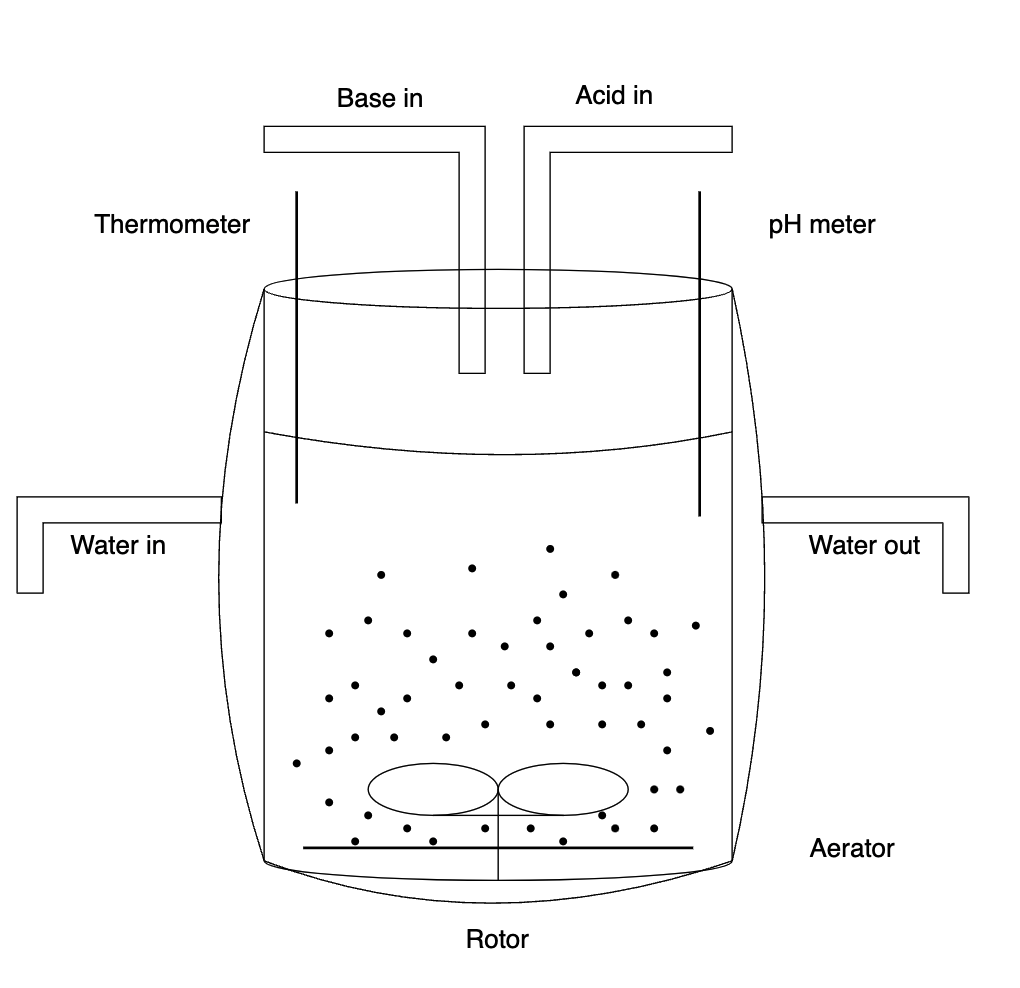 Base in
Acid in
Thermometer
pH meter
Water in
Water out
Aerator
Rotor